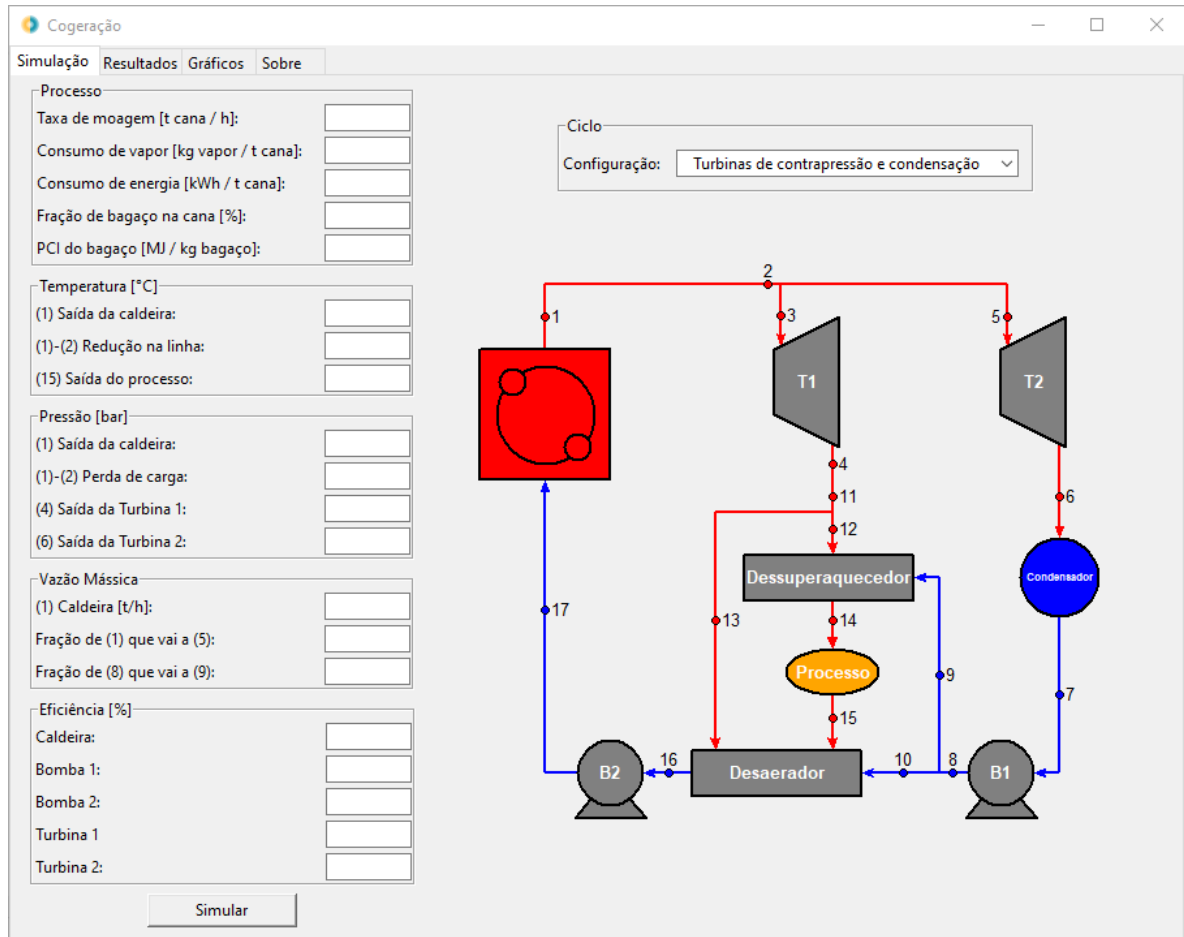 Cogeração
Simulação Resultados Gráficos Sobre
Processo
Taxa de moagem [t cana / h]:
Consumo de vapor [kg vapor / t cana]:
Consumo de energia [kWh / t cana]:
Fração de bagaço na cana [%]:
PCI do bagaço [MJ / kg bagaço]:
Temperatura [°C]
(1) Saída da caldeira:
(1)-(2) Redução na linha:
(15) Saída do processo:
Pressão [bar]
(1) Saída da caldeira:
(1)-(2) Perda de carga:
(4) Saída da Turbina 1:
(6) Saída da Turbina 2:
Vazão Mássica
(1) Caldeira [t/h]:
Fração de (1) que vai a (5):
Fração de (8) que vai a (9):
Eficiência [%]
Caldeira:
Bomba 1:
Bomba 2:
Turbina 1
Turbina 2:
Simular
Ciclo
Configuração: Turbinas de contrapressão e condensação
2
1
3
5
T1
T2
4
11
6
12
Dessuperaquecedor
Condensador
17
13
14
Processo
9
7
15
B2
16
Desaerador
10
8
B1